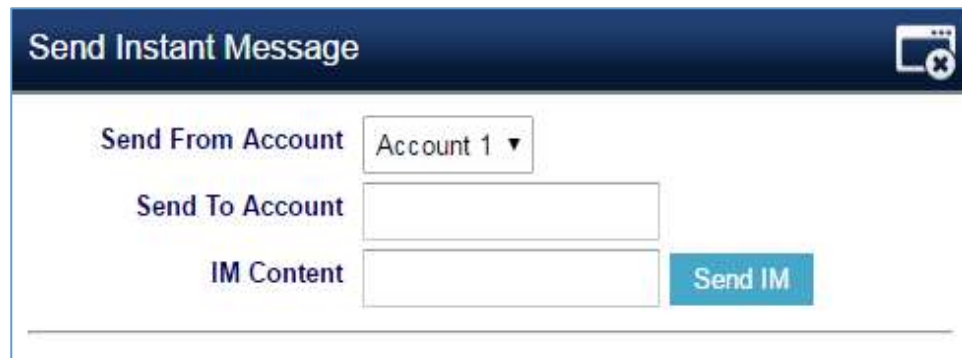 Send Instant Message
Send From Account Account 1
Send To Account
IM Content Send IM